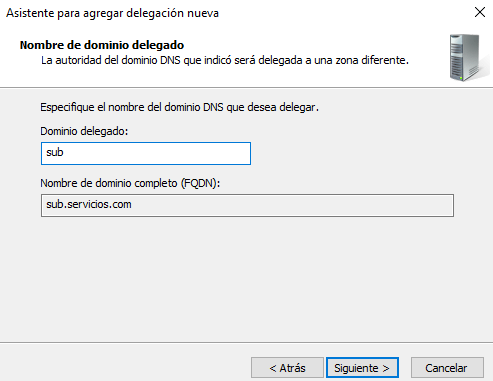 Asistente para agregar delegación nueva
Nombre de dominio delegado
La autoridad del dominio DNS que indicó será delegada a una zona diferente.
Especifique el nombre del dominio DNS que desea delegar.
Dominio delegado:
sub
Nombre de dominio completo (FQDN):
sub.servicios.com
< Atrás Siguiente > Cancelar